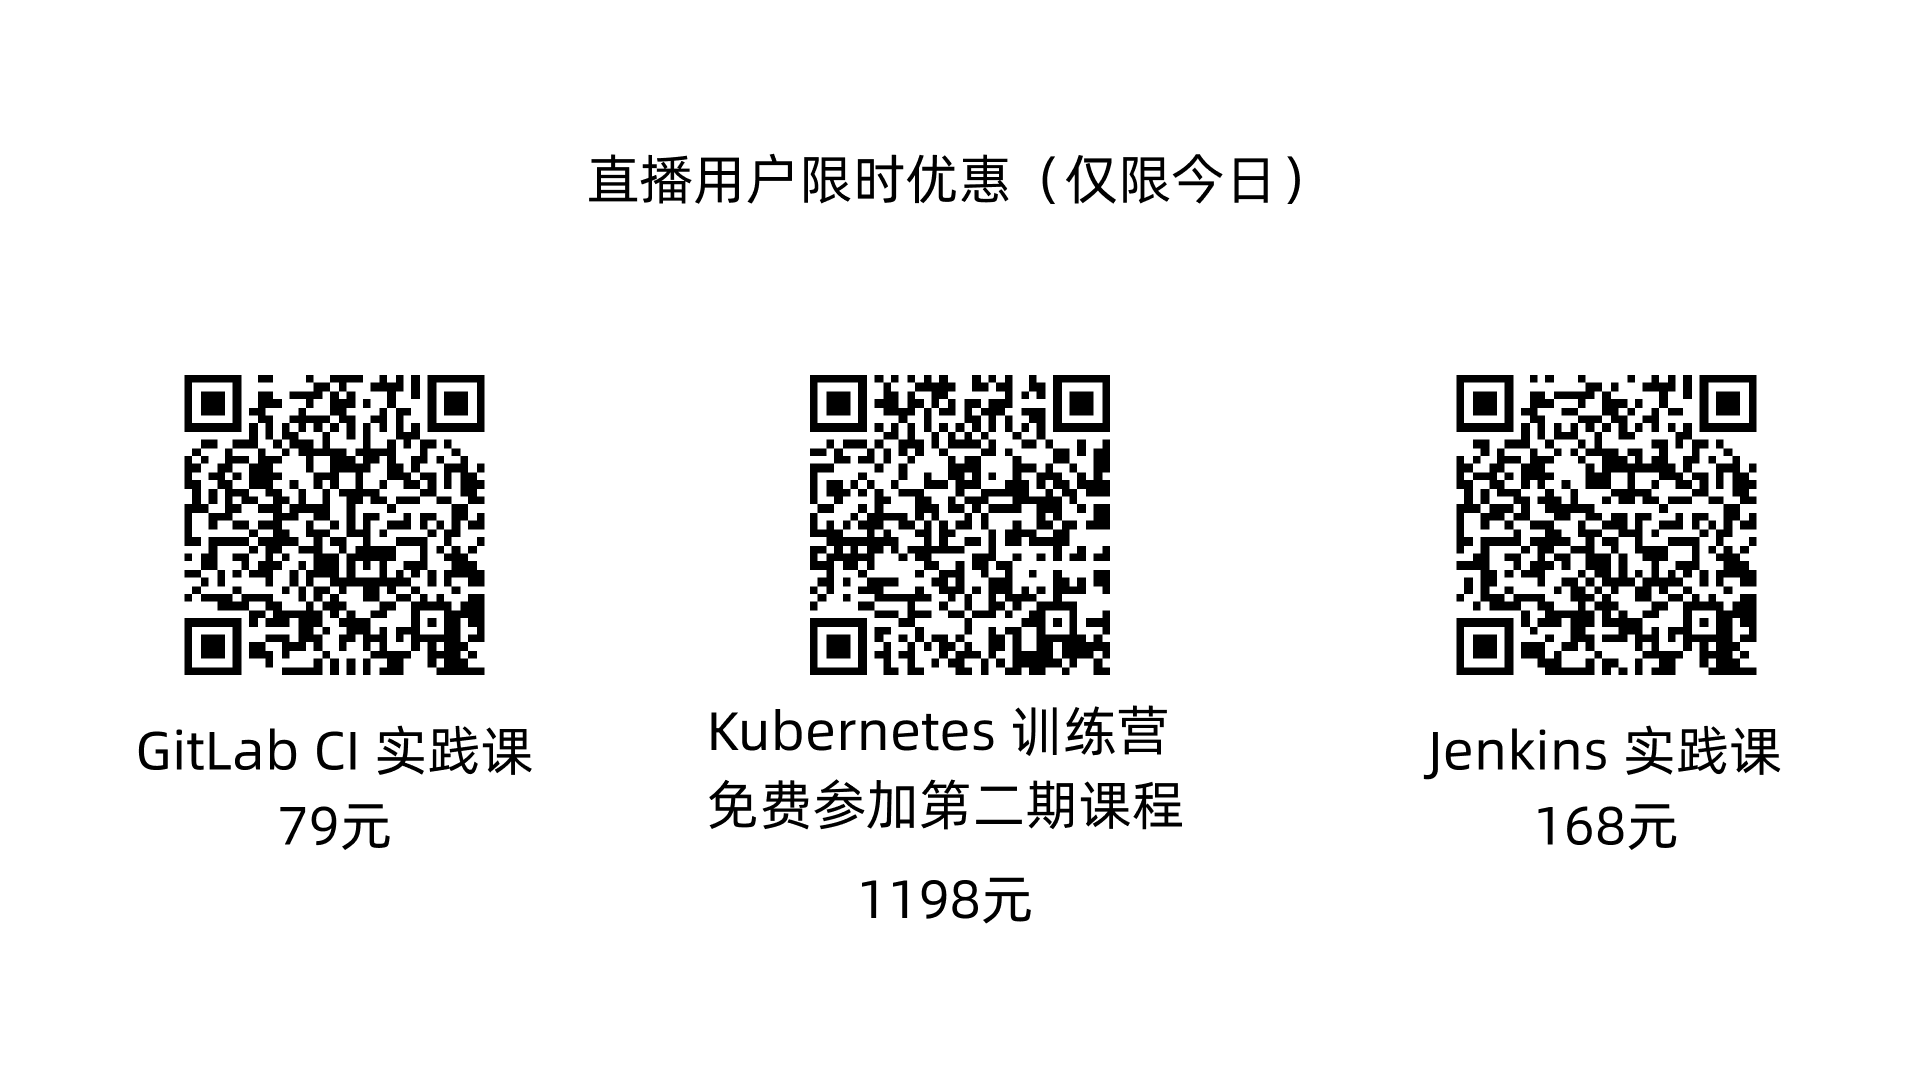 直播用户限时优惠（仅限今日）
GitLab CI 实践课
79元
Kubernetes 训练营
免费参加第二期课程
1198元
Jenkins 实践课
168元